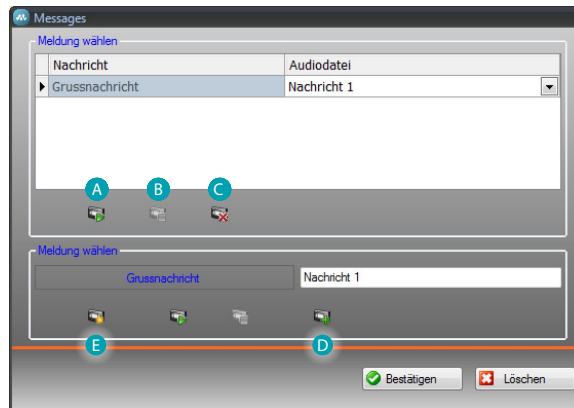 Messages
Meldung wählen
Nachricht Audiodatei
Grussnachricht Nachricht 1
A B C
Meldung wählen
Grussnachricht Nachricht 1
E D
Bestätigen Löschen